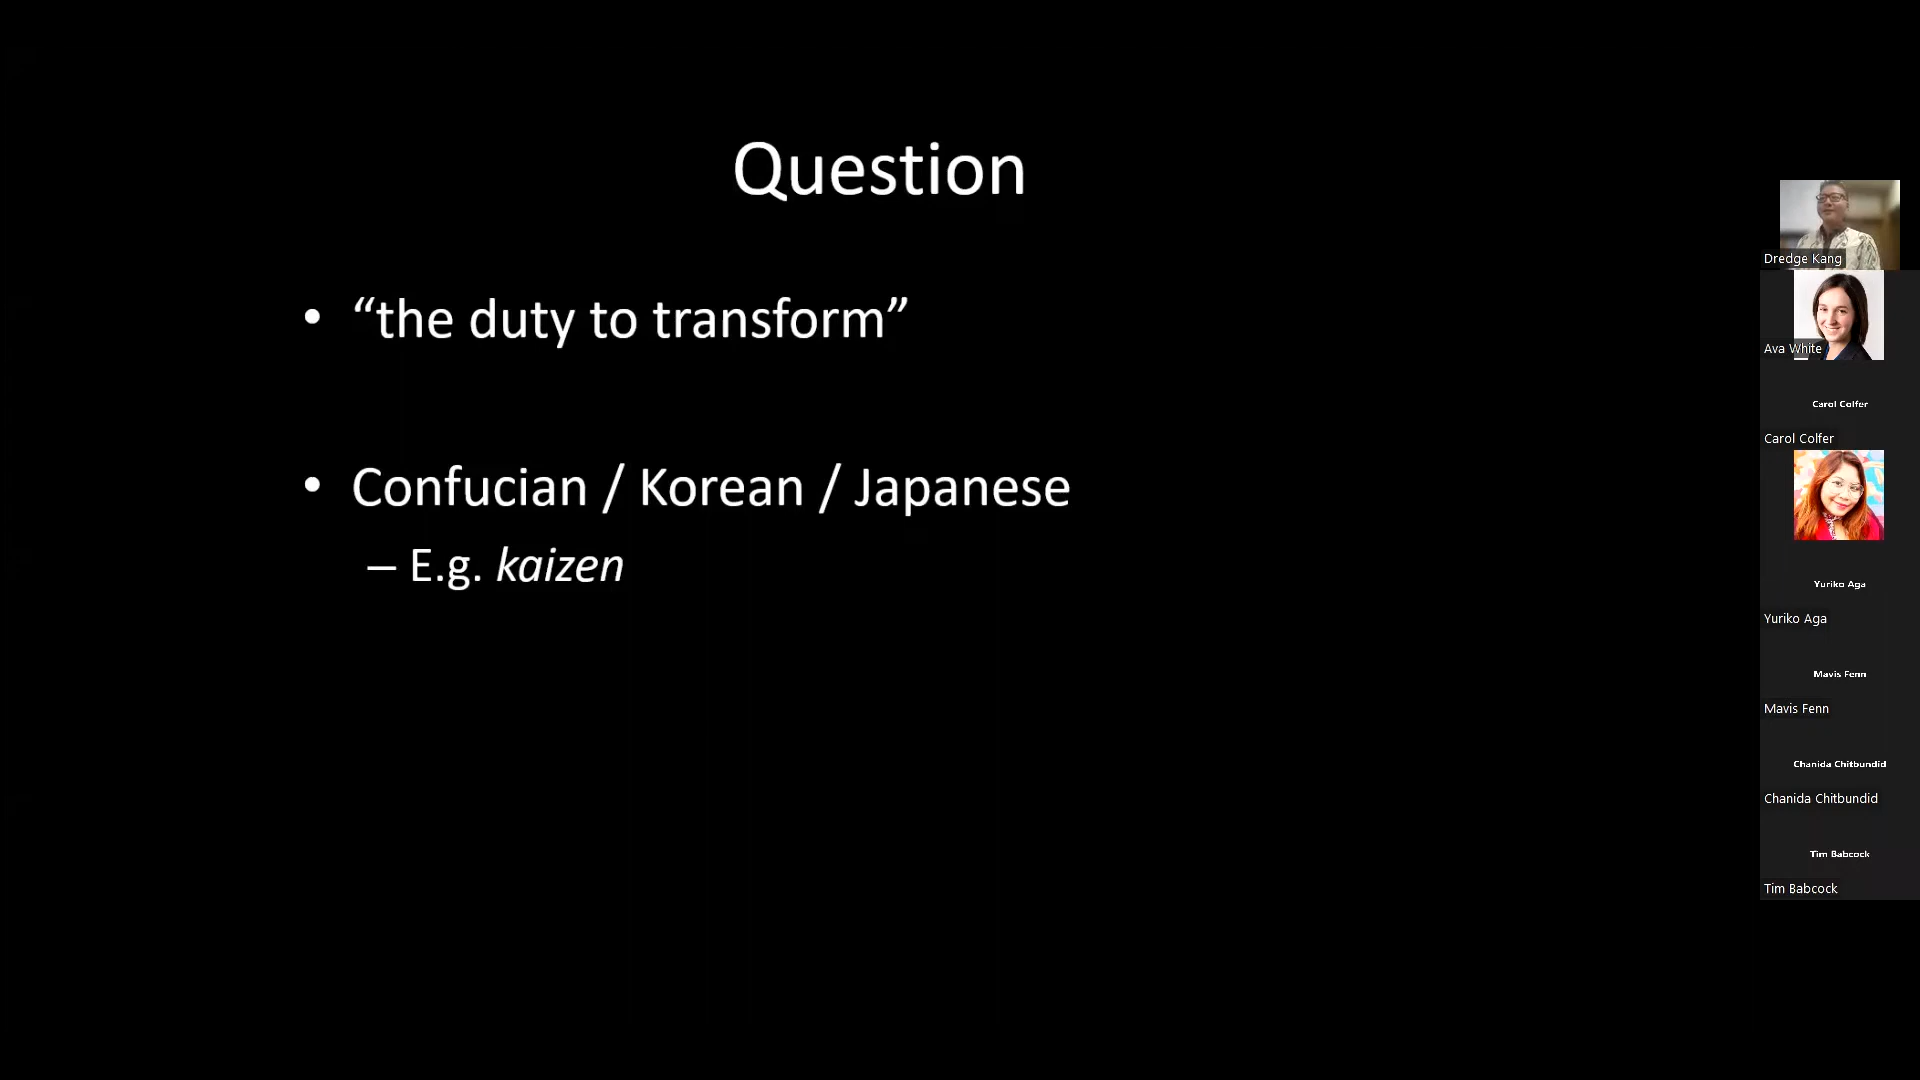 Question
• “the duty to transform”
• Confucian / Korean / Japanese
– E.g. kaizen
Dredge Kang
Ava White
Carol Colfer
Carol Colfer
Yuriko Aga
Yuriko Aga
Mavis Fenn
Mavis Fenn
Chanida Chitbundid
Chanida Chitbundid
Tim Babcock
Tim Babcock